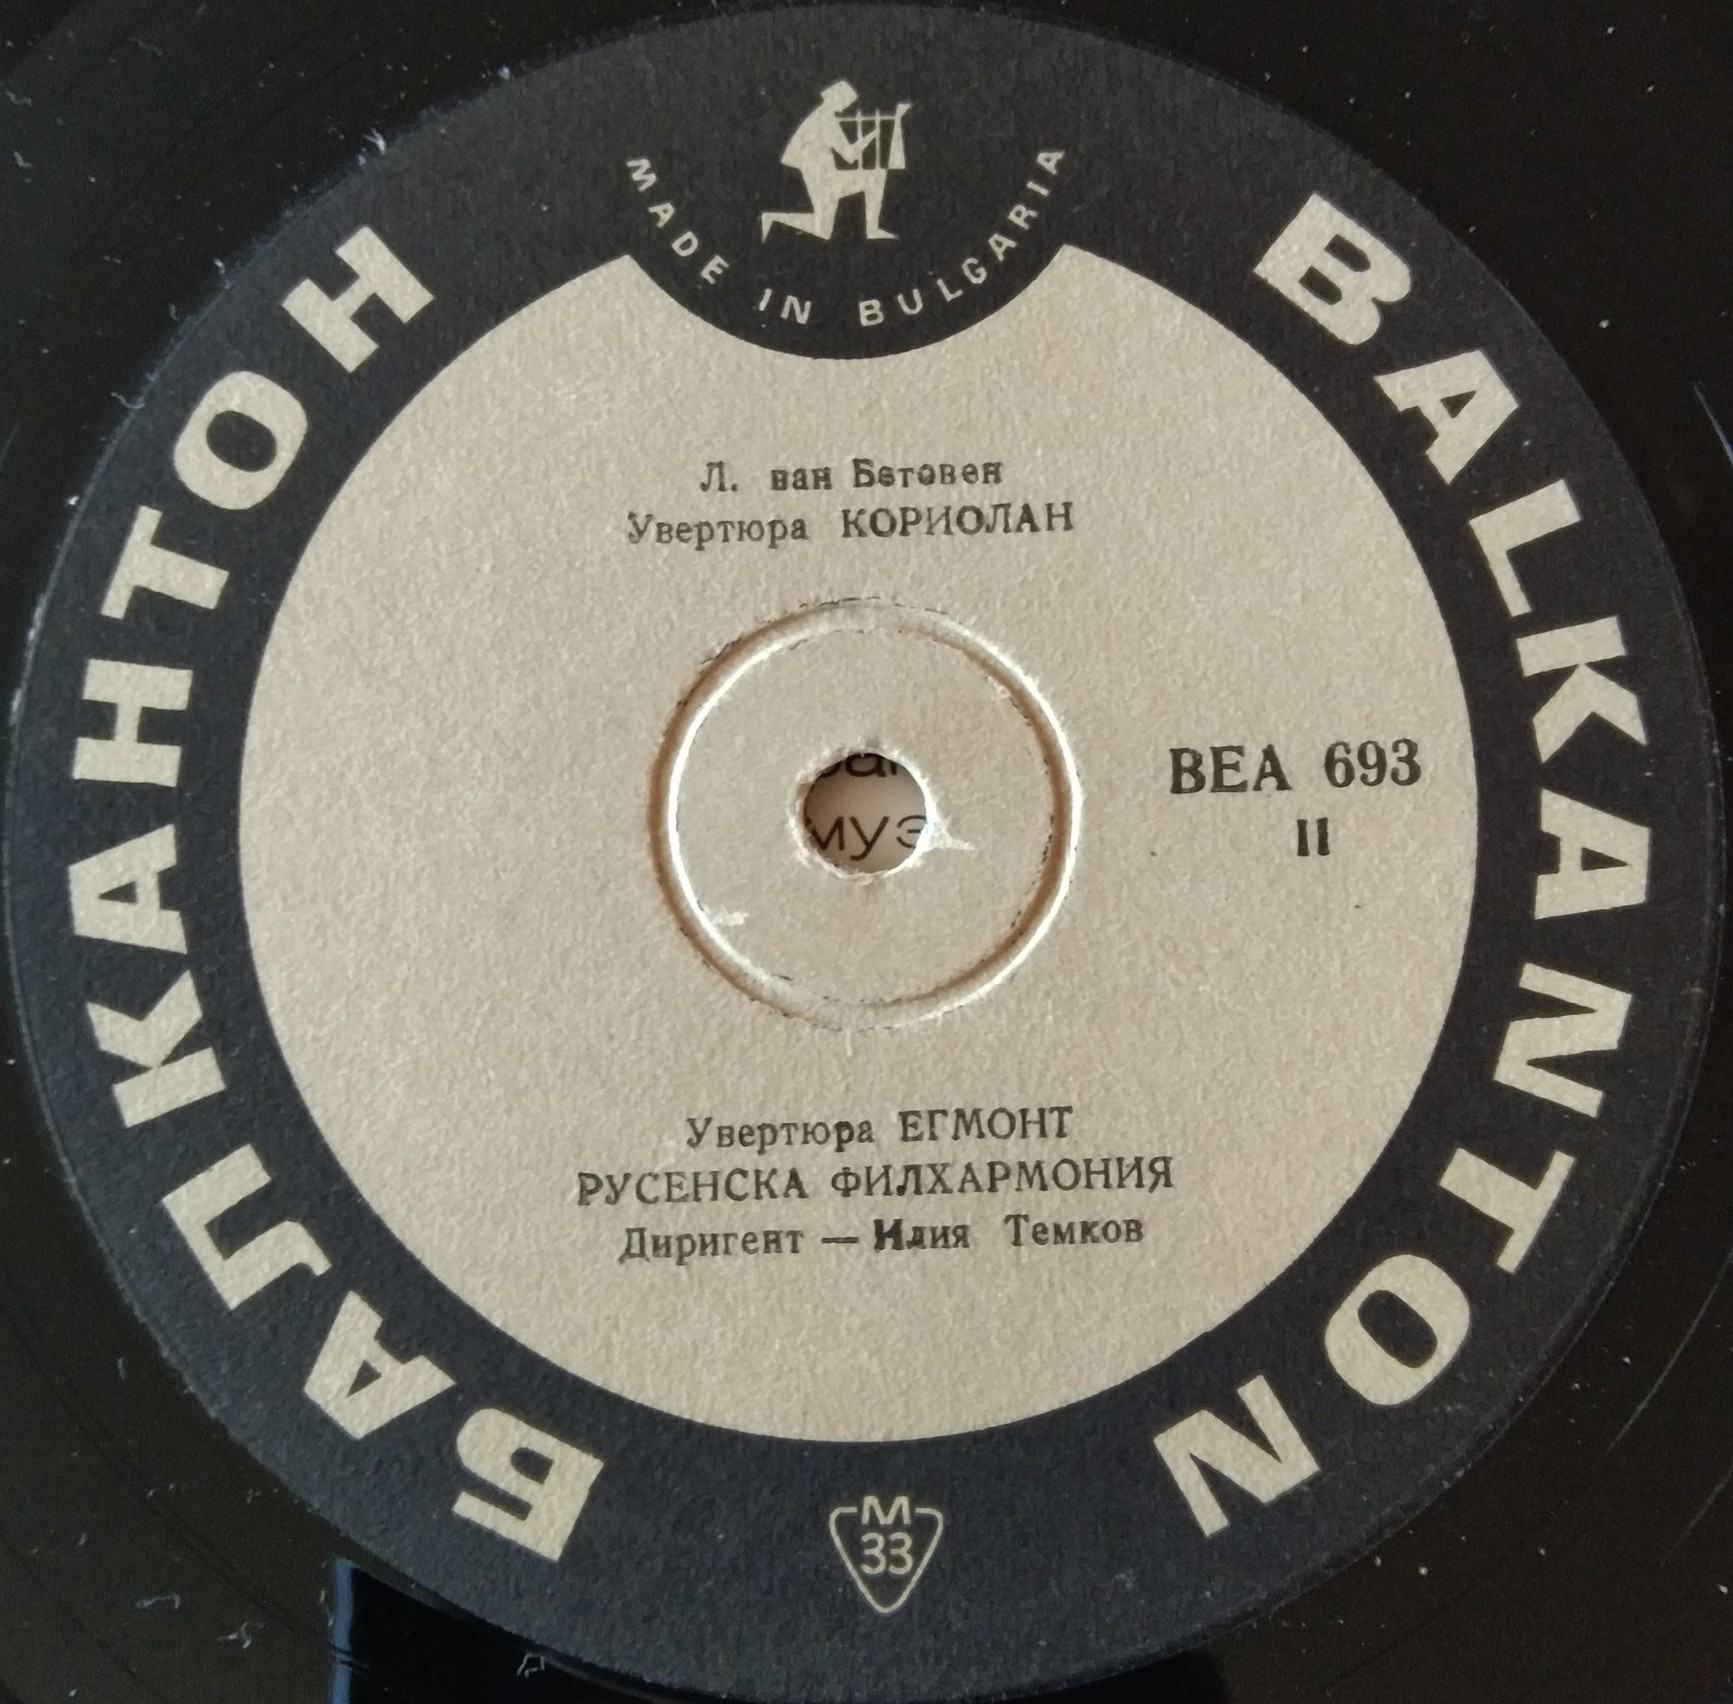 MADE IN BULGARIA
БАЛКАНТОН
BALKANTON
Л. ван Бетовен
Увертюра КОРИОЛАН
ВЕА 693
II
Увертюра ЕГМОНТ
РУСЕНСКА ФИЛХАРМОНИЯ
Диригент — Илия Темков
М
33